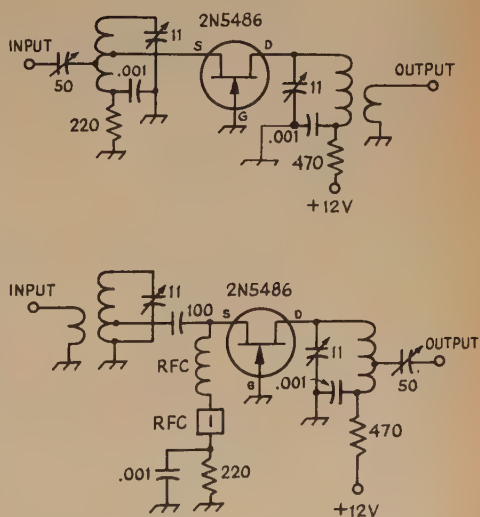 2N5486
INPUT
11
S
D
50
.001
G
11
OUTPUT
220
.001
470
+12V
2N5486
INPUT
11
100
S
D
RFC
G
11
OUTPUT
.001
50
RFC
1
470
.001
220
+12V